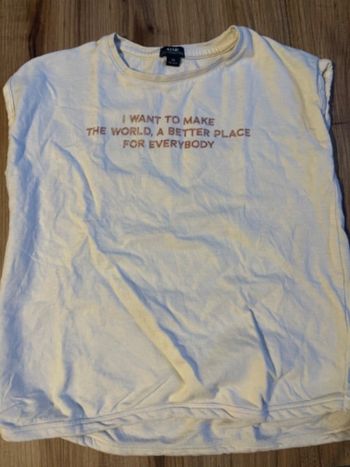 I WANT TO MAKE
THE WORLD, A BETTER PLACE
FOR EVERYBODY